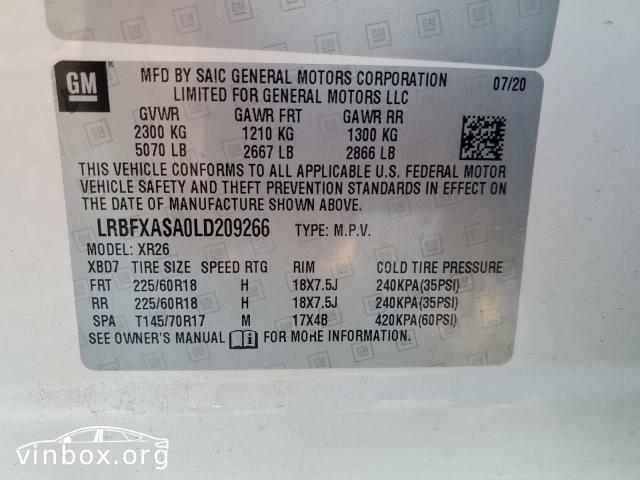 GM
MFD BY SAIC GENERAL MOTORS CORPORATION 07/20
LIMITED FOR GENERAL MOTORS LLC
GVWR GAWR FRT GAWR RR
2300 KG 1210 KG 1300 KG
5070 LB 2667 LB 2866 LB
THIS VEHICLE CONFORMS TO ALL APPLICABLE U.S. FEDERAL MOTOR
VEHICLE SAFETY AND THEFT PREVENTION STANDARDS IN EFFECT ON
THE DATE OF MANUFACTURE SHOWN ABOVE.
LRBFXASA0LD209266 TYPE: M.P.V.
MODEL: XR26
XBD7 TIRE SIZE SPEED RTG RIM COLD TIRE PRESSURE
FRT 225/60R18 H 18X7.5J 240KPA(35PSI)
RR 225/60R18 H 18X7.5J 240KPA(35PSI)
SPA T145/70R17 M 17X4B 420KPA(60PSI)
SEE OWNER'S MANUAL FOR MORE INFORMATION.
vinbox.org